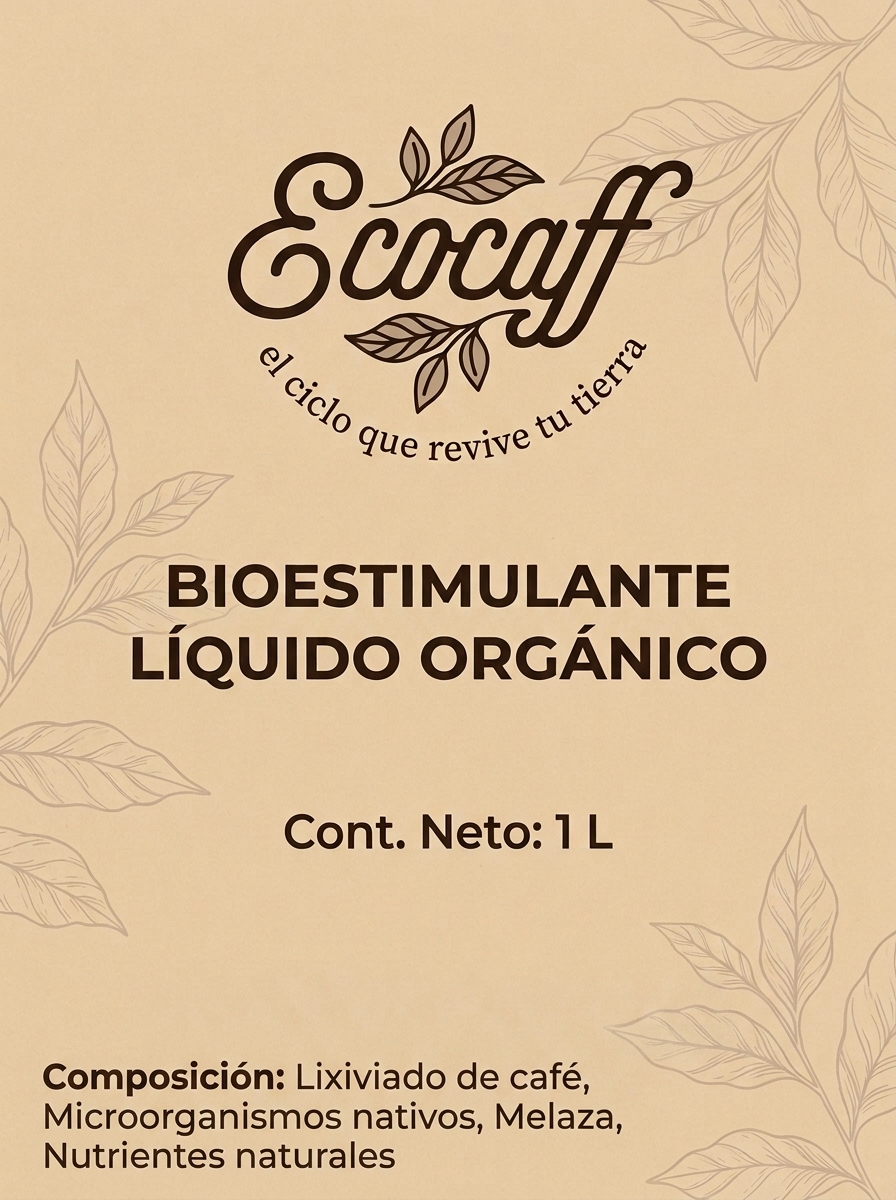 Ecocaff
el ciclo que revive tu tierra
BIOESTIMULANTE
LÍQUIDO ORGÁNICO
Cont. Neto: 1 L
Composición: Lixiviado de café,
Microorganismos nativos, Melaza,
Nutrientes naturales